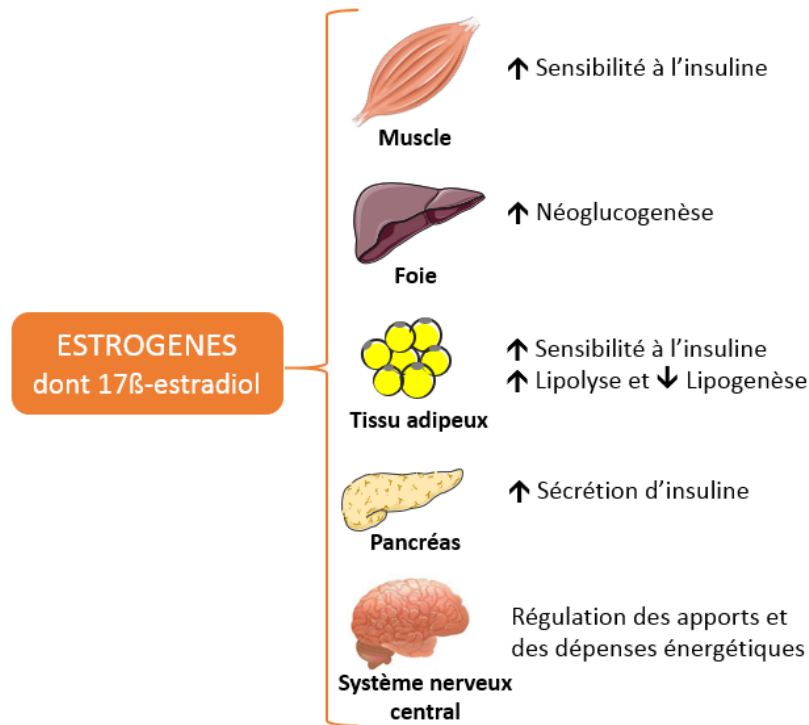 ESTROGENES
dont 17ß-estradiol
Muscle
↑ Sensibilité à l’insuline
Foie
↑ Néoglucogenèse
Tissu adipeux
↑ Sensibilité à l’insuline
↑ Lipolyse et ↓ Lipogenèse
Pancréas
↑ Sécrétion d’insuline
Système nerveux
central
Régulation des apports et
des dépenses énergétiques